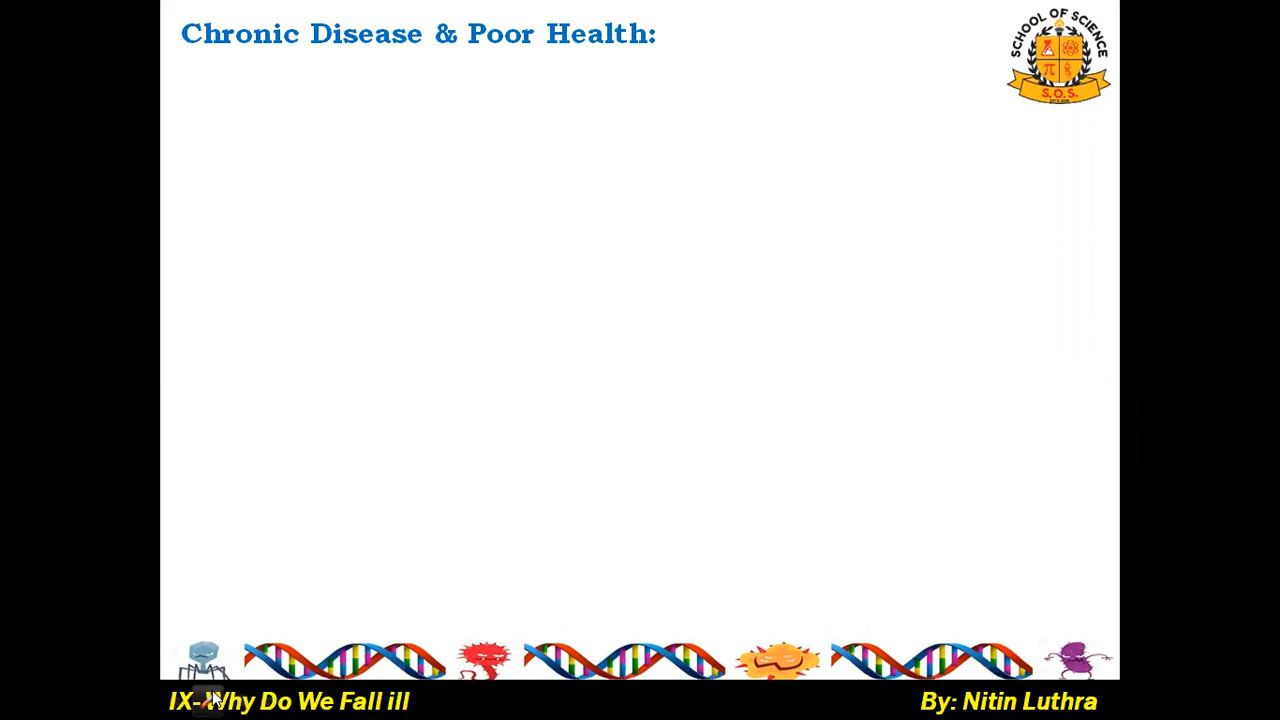 Chronic Disease & Poor Health:
SCHOOL OF SCIENCE
S.O.S.
IX-Why Do We Fall ill
By: Nitin Luthra